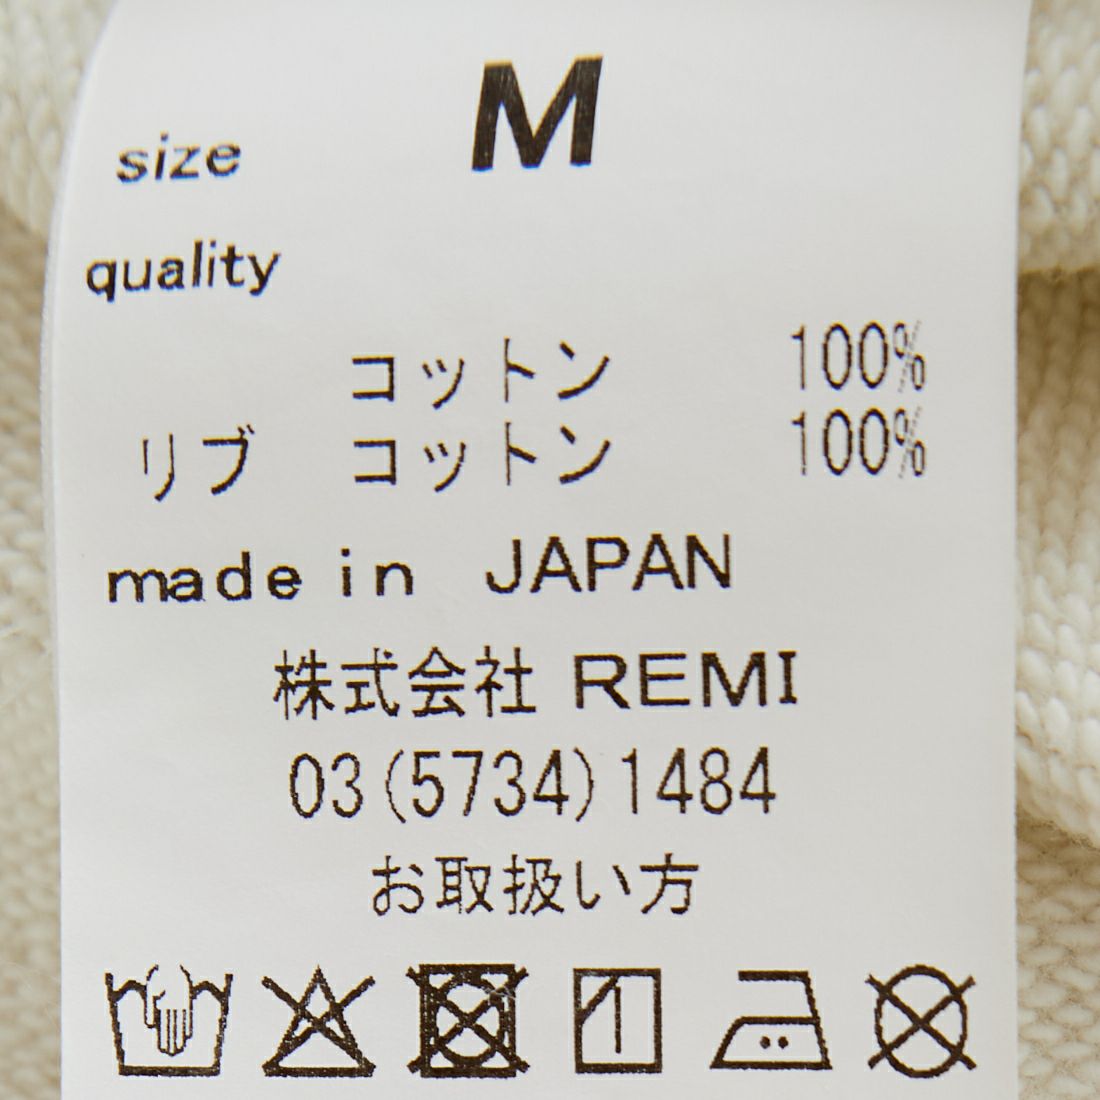 size M
quality
コットン 100%
リブ コットン 100%
made in JAPAN
株式会社 REMI
03(5734)1484
お取扱い方